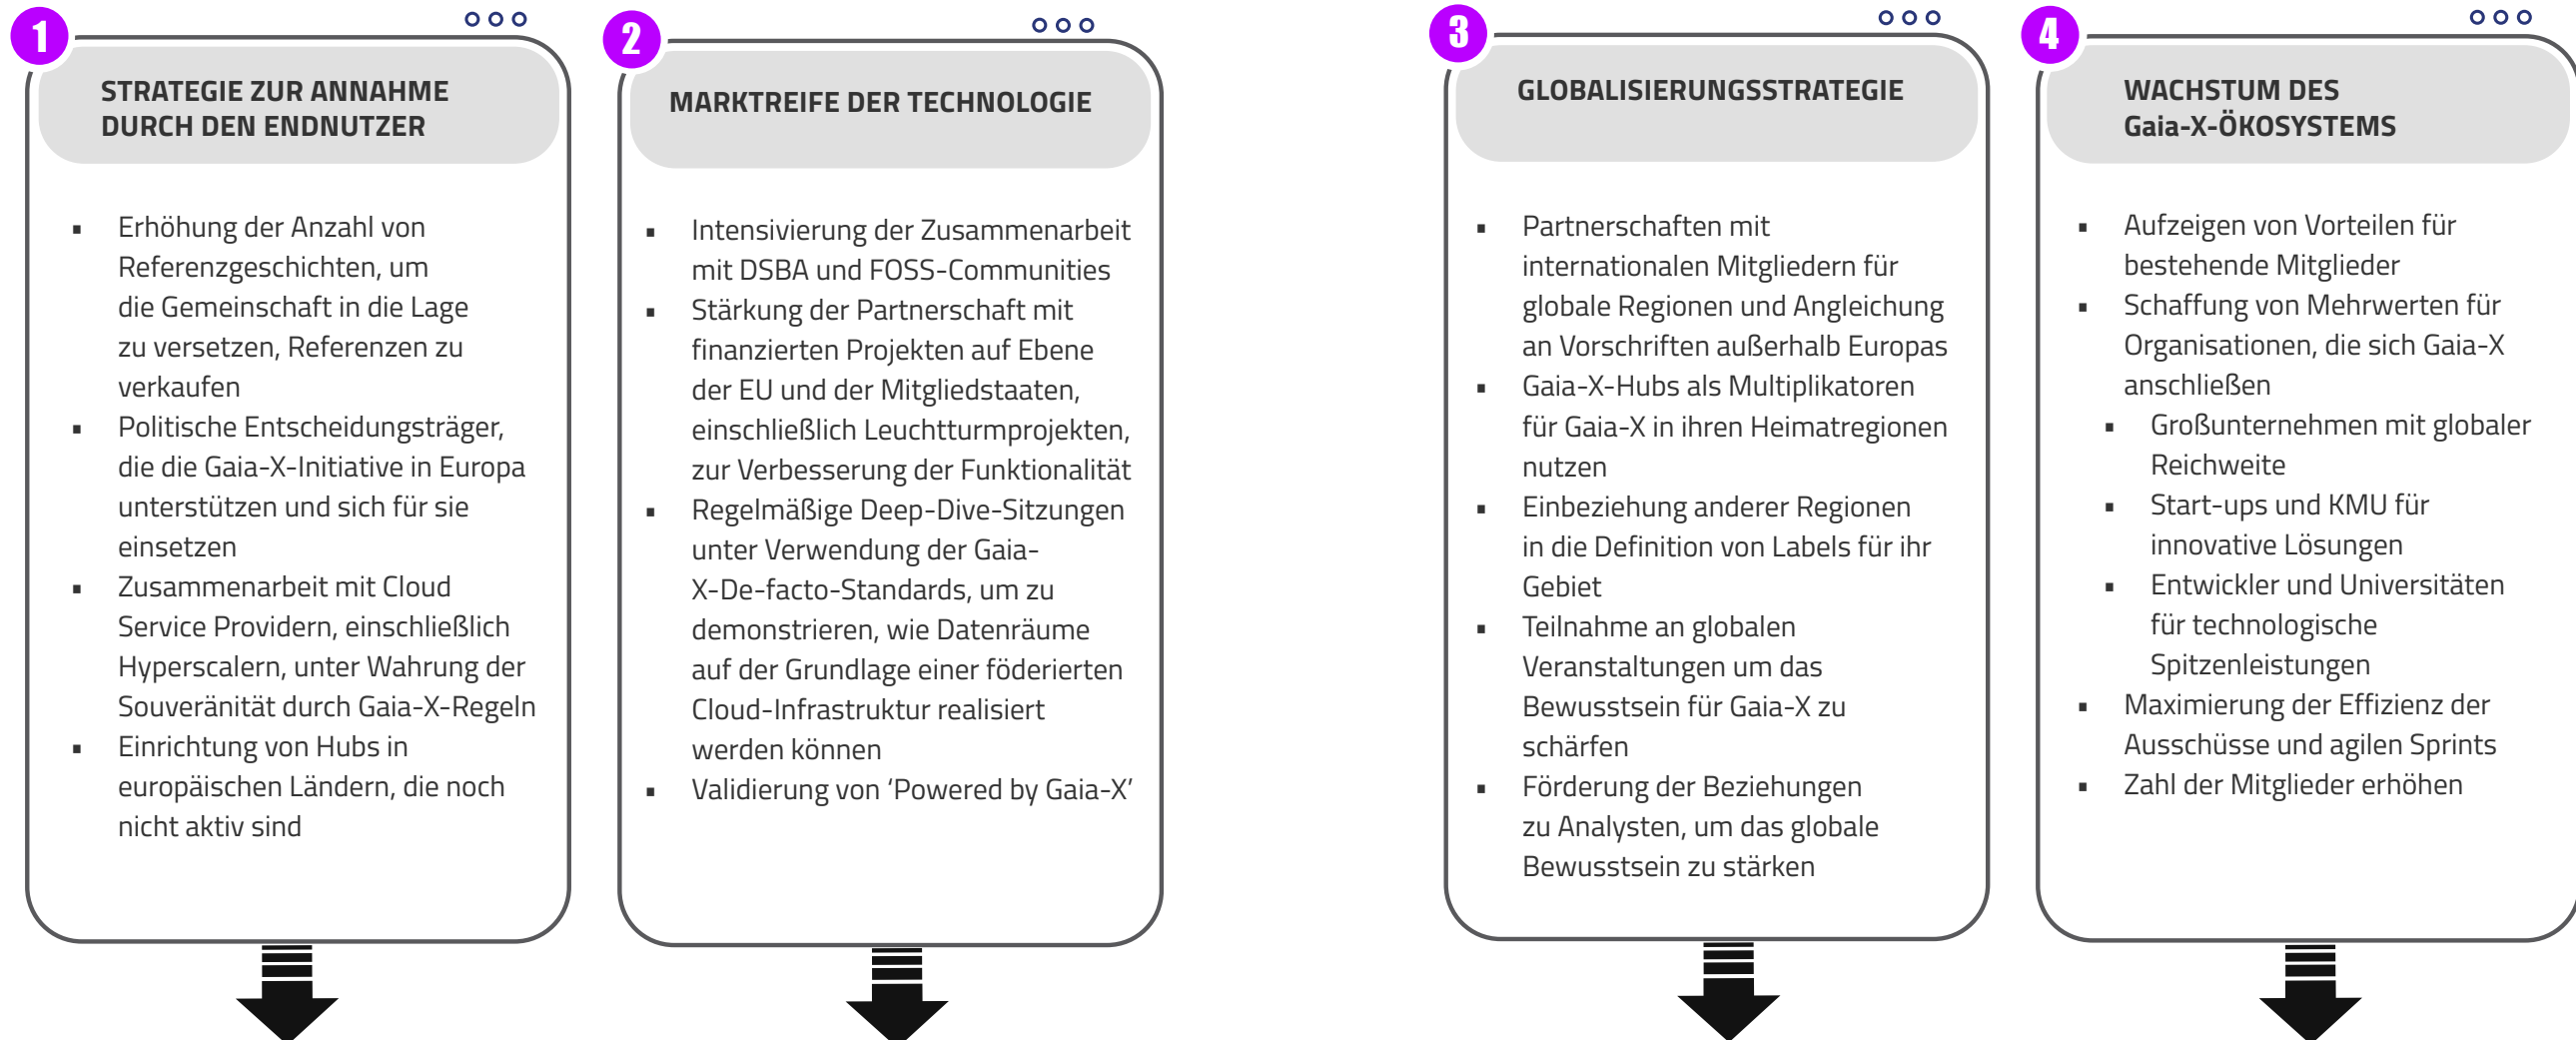 1
STRATEGIE ZUR ANNAHME
DURCH DEN ENDNUTZER
▪ Erhöhung der Anzahl von
Referenzgeschichten, um
die Gemeinschaft in die Lage
zu versetzen, Referenzen zu
verkaufen
▪ Politische Entscheidungsträger,
die die Gaia-X-Initiative in Europa
unterstützen und sich für sie
einsetzen
▪ Zusammenarbeit mit Cloud
Service Providern, einschließlich
Hyperscalern, unter Wahrung der
Souveränität durch Gaia-X-Regeln
▪ Einrichtung von Hubs in
europäischen Ländern, die noch
nicht aktiv sind
2
MARKTREIFE DER TECHNOLOGIE
▪ Intensivierung der Zusammenarbeit
mit DSBA und FOSS-Communities
▪ Stärkung der Partnerschaft mit
finanzierten Projekten auf Ebene
der EU und der Mitgliedstaaten,
einschließlich Leuchtturmprojekten,
zur Verbesserung der Funktionalität
▪ Regelmäßige Deep-Dive-Sitzungen
unter Verwendung der Gaia-
X-De-facto-Standards, um zu
demonstrieren, wie Datenräume
auf der Grundlage einer föderierten
Cloud-Infrastruktur realisiert
werden können
▪ Validierung von ‘Powered by Gaia-X’
3
GLOBALISIERUNGSSTRATEGIE
▪ Partnerschaften mit
internationalen Mitgliedern für
globale Regionen und Angleichung
an Vorschriften außerhalb Europas
▪ Gaia-X-Hubs als Multiplikatoren
für Gaia-X in ihren Heimatregionen
nutzen
▪ Einbeziehung anderer Regionen
in die Definition von Labels für ihr
Gebiet
▪ Teilnahme an globalen
Veranstaltungen um das
Bewusstsein für Gaia-X zu
schärfen
▪ Förderung der Beziehungen
zu Analysten, um das globale
Bewusstsein zu stärken
4
WACHSTUM DES
Gaia-X-ÖKOSYSTEMS
▪ Aufzeigen von Vorteilen für
bestehende Mitglieder
▪ Schaffung von Mehrwerten für
Organisationen, die sich Gaia-X
anschließen
▪ Großunternehmen mit globaler
Reichweite
▪ Start-ups und KMU für
innovative Lösungen
▪ Entwickler und Universitäten
für technologische
Spitzenleistungen
▪ Maximierung der Effizienz der
Ausschüsse und agilen Sprints
▪ Zahl der Mitglieder erhöhen